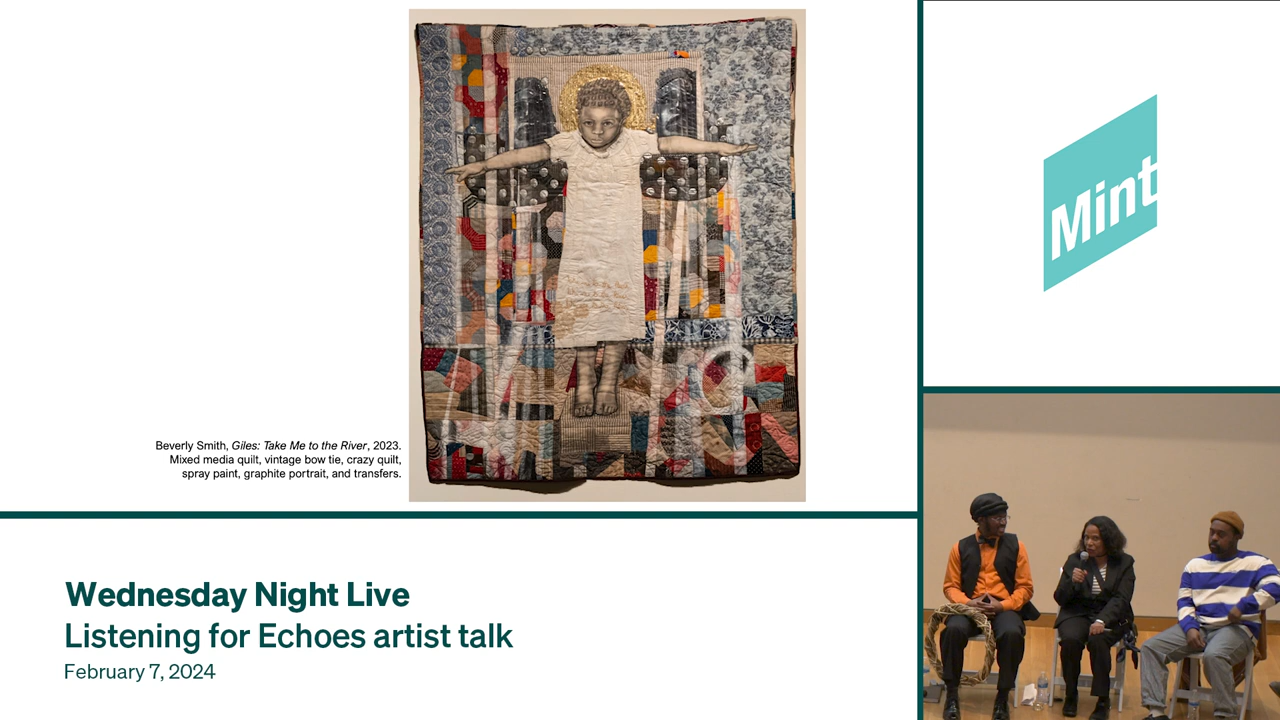 Beverly Smith, Giles: Take Me to the River, 2023.
Mixed media quilt, vintage bow tie, crazy quilt,
spray paint, graphite portrait, and transfers.
Mint
Wednesday Night Live
Listening for Echoes artist talk
February 7, 2024